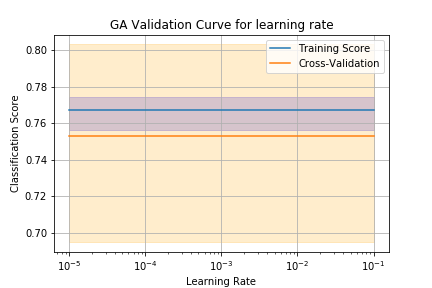 GA Validation Curve for learning rate
Training Score
Cross-Validation
Classification Score
0.80
0.78
0.76
0.74
0.72
0.70
10⁻⁵
10⁻⁴
10⁻³
10⁻²
10⁻¹
Learning Rate